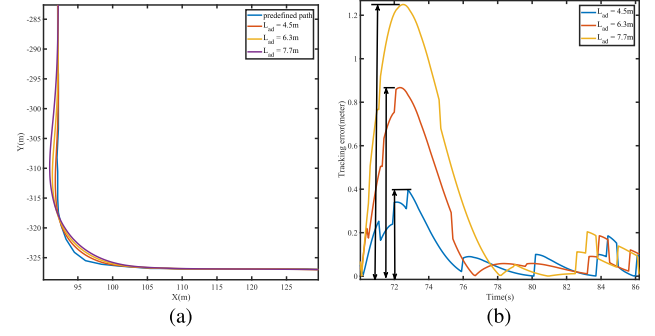 -285
-290
-295
-300
-305
-310
-315
-320
-325
Y(m)
95
100
105
110
115
120
125
X(m)
predefined path
L_ad = 4.5m
L_ad = 6.3m
L_ad = 7.7m
(a)
1.2
1
0.8
0.6
0.4
0.2
0
Tracking error(meter)
72
74
76
78
80
82
84
86
Time(s)
L_ad = 4.5m
L_ad = 6.3m
L_ad = 7.7m
(b)